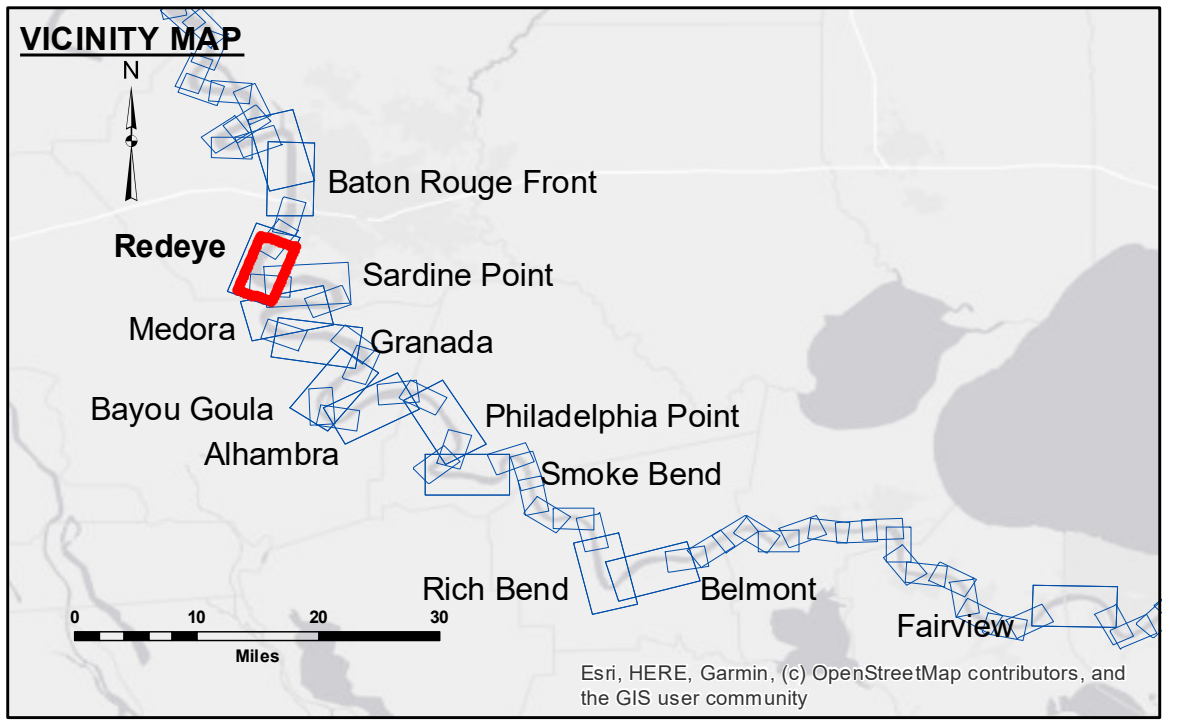 VICINITY MAP
N
Baton Rouge Front
Redeye
Sardine Point
Medora
Granada
Bayou Goula
Philadelphia Point
Alhambra
Smoke Bend
Rich Bend
Belmont
Fairview
0 10 20 30
Miles
Esri, HERE, Garmin, (c) OpenStreetMap contributors, and
the GIS user community